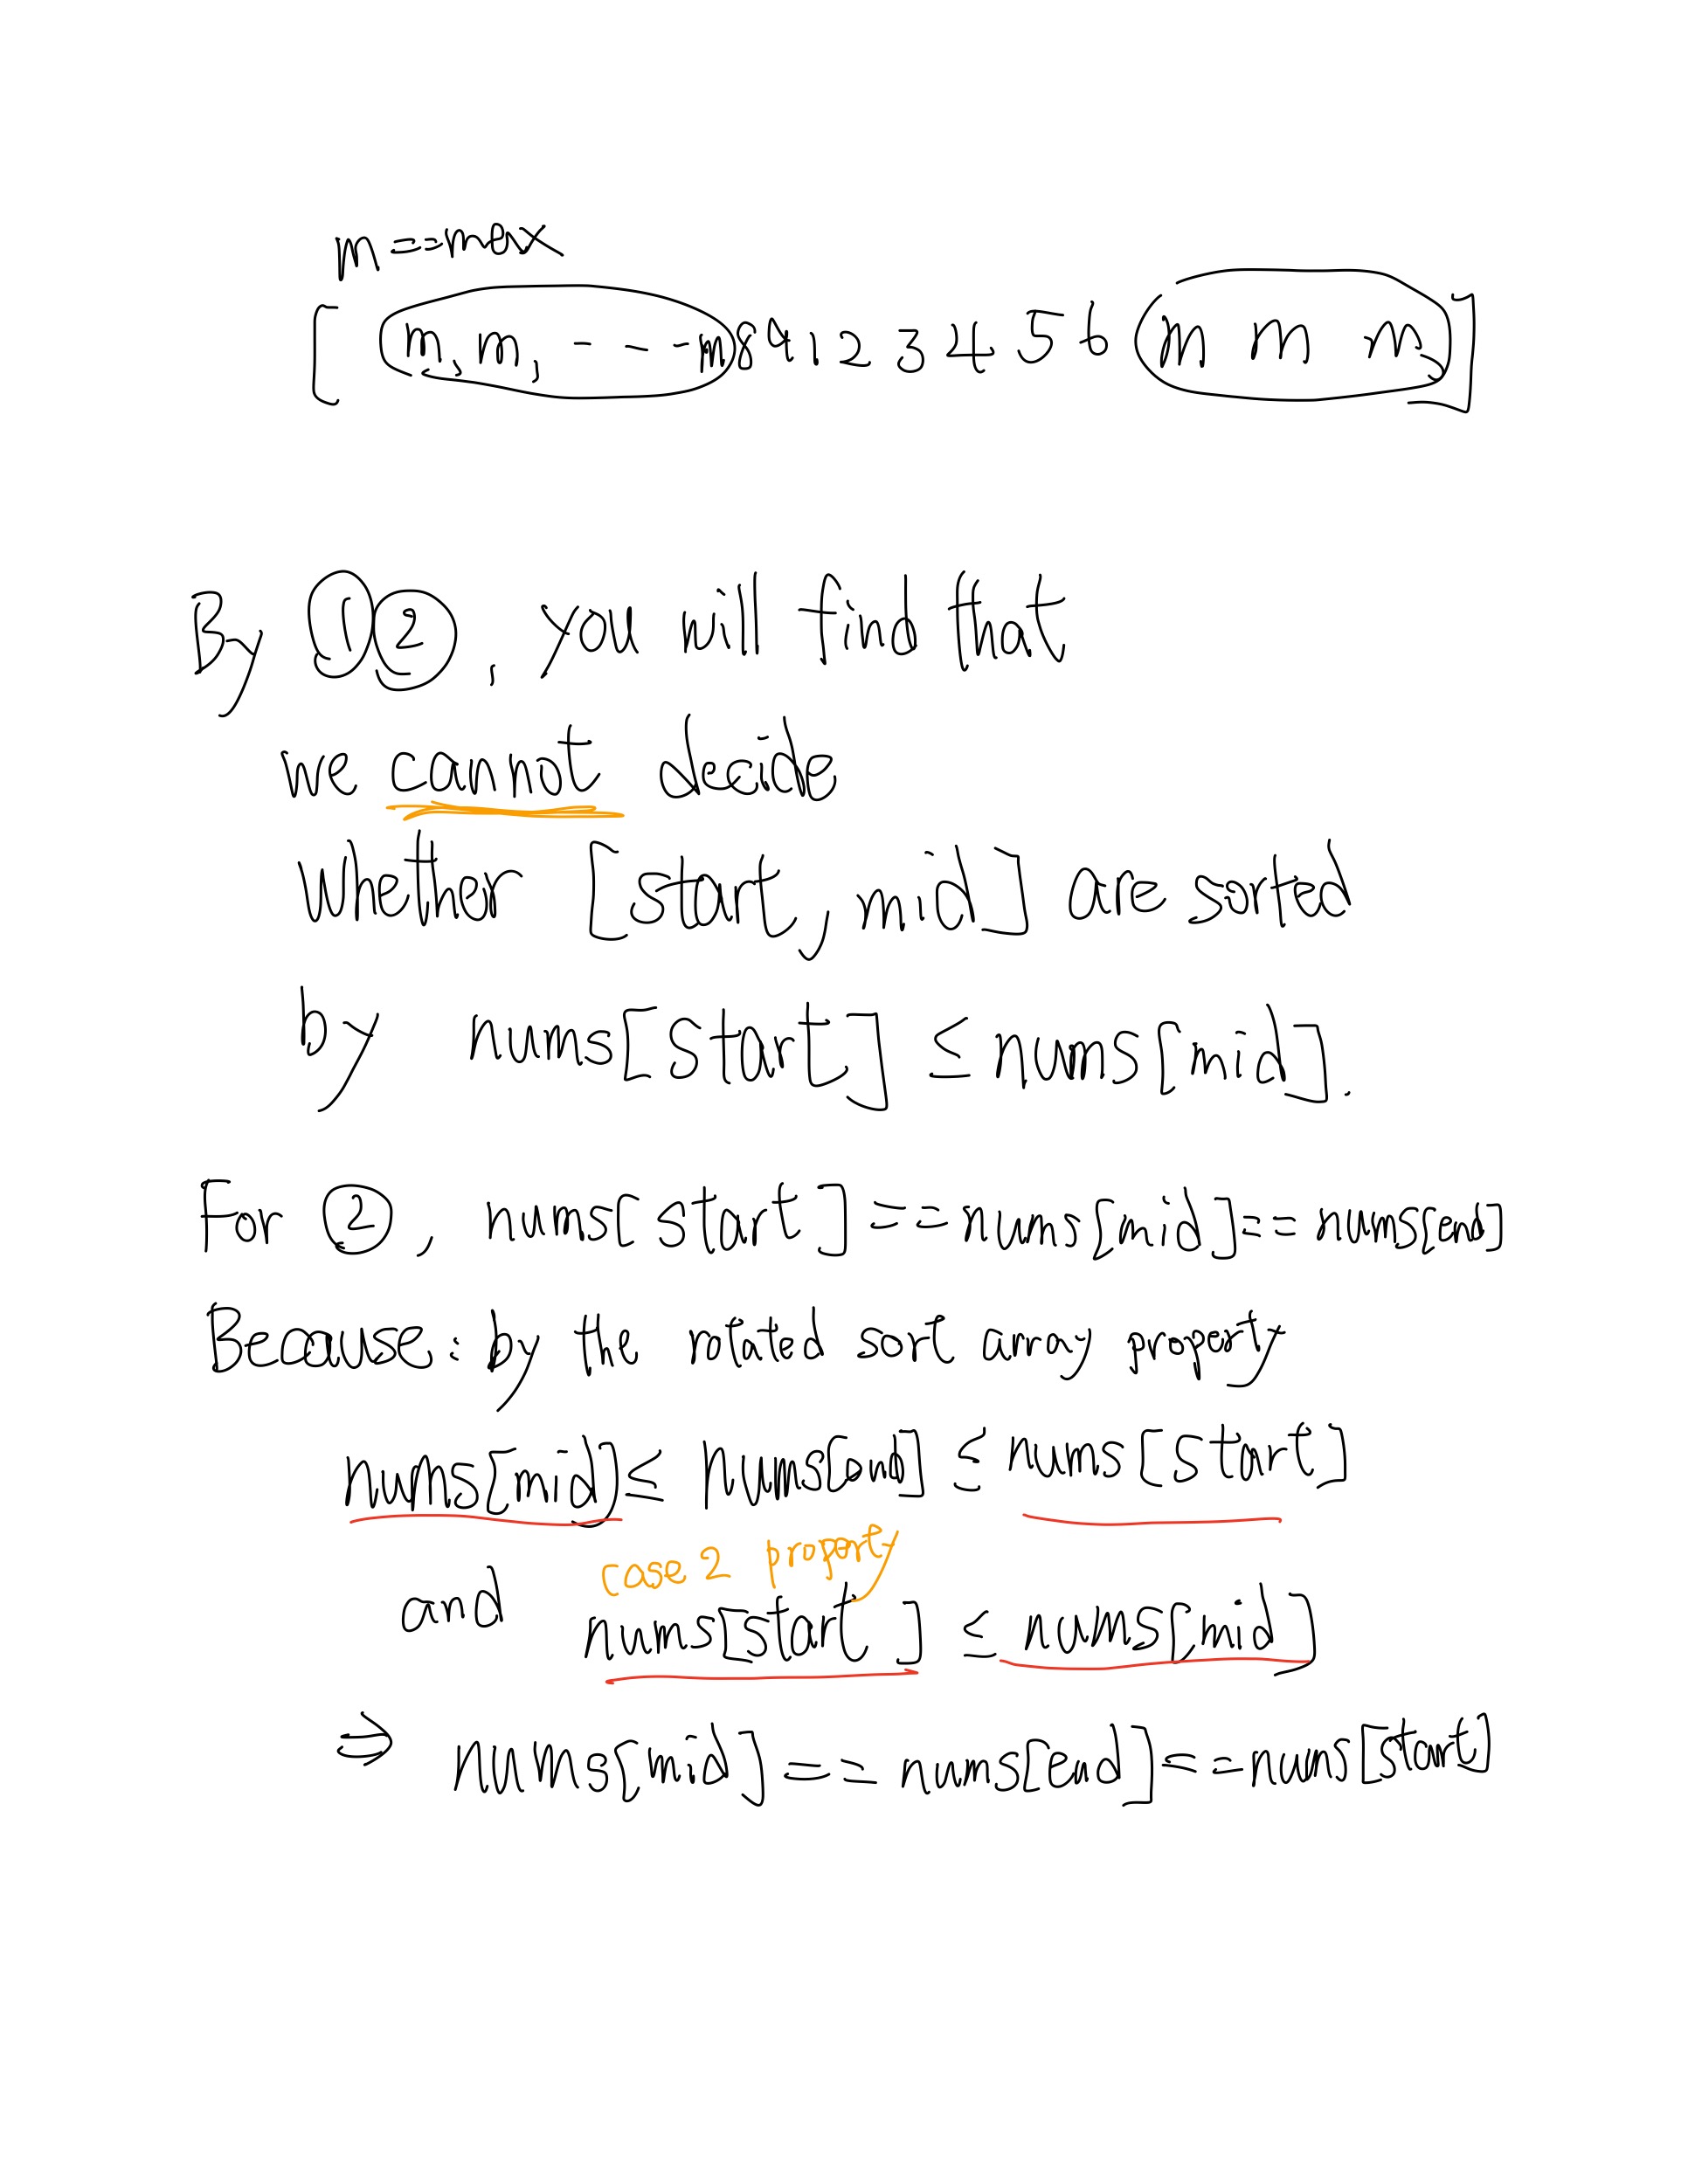 m==max
[ m, m, - - - m 8 9 1 2 3 4 5 6 m m m, ]
By ① ②, you will find that
we cannot decide
whether [start, mid] are sorted
by nums[start] ≤ nums[mid].
For ②, nums[start]==nums[mid]==nums[end]
Because: by the rotated sort array property
nums[mid] ≤ nums[end] ≤ nums[start]
case 2 property
and nums[start] ≤ nums[mid]
⇒ nums[mid]==nums[end]==nums[start]